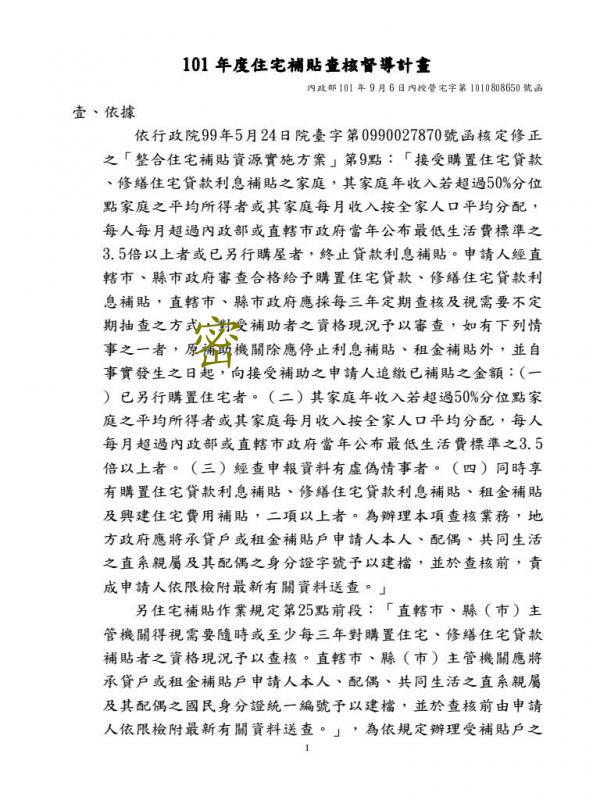 101 年度住宅補貼查核督導計畫
內政部 101 年 9 月 6 日內授營宅字第 1010808650 號函
壹、依據
依行政院99年5月24日院臺字第0990027870號函核定修正
之「整合住宅補貼資源實施方案」第9點：「接受購置住宅貸款
、修繕住宅貸款利息補貼之家庭，其家庭年收入若超過50%分位
點家庭之平均所得者或其家庭每月收入按全家人口平均分配，
每人每月超過內政部或直轄市政府當年公布最低生活費標準之
3.5倍以上者或已另行購屋者，終止貸款利息補貼。申請人經直
轄市、縣市政府審查合格給予購置住宅貸款、修繕住宅貸款利
息補貼，直轄市、縣市政府應採每三年定期查核及視需要不定
期抽查之方式，對受補助者之資格現況予以審查，如有下列情
事之一者，原補助機關除應停止利息補貼、租金補貼外，並自
事實發生之日起，向接受補助之申請人追繳已補貼之金額：(一
) 已另行購置住宅者。(二) 其家庭年收入若超過50%分位點家
庭之平均所得者或其家庭每月收入按全家人口平均分配，每人
每月超過內政部或直轄市政府當年公布最低生活費標準之3.5
倍以上者。(三) 經查申報資料有虛偽情事者。(四) 同時享
有購置住宅貸款利息補貼、修繕住宅貸款利息補貼、租金補貼
及興建住宅費用補貼，二項以上者。為辦理本項查核業務，地
方政府應將承貸戶或租金補貼戶申請人本人、配偶、共同生活
之直系親屬及其配偶之身分證字號予以建檔，並於查核前，責
成申請人依限檢附最新有關資料送查。」
另住宅補貼作業規定第25點前段：「直轄市、縣（市）主
管機關得視需要隨時或至少每三年對購置住宅、修繕住宅貸款
補貼者之資格現況予以查核。直轄市、縣（市）主管機關應將
承貸戶或租金補貼戶申請人本人、配偶、共同生活之直系親屬
及其配偶之國民身分證統一編號予以建檔，並於查核前由申請
人依限檢附最新有關資料送查。」，為依規定辦理受補貼戶之
1
密